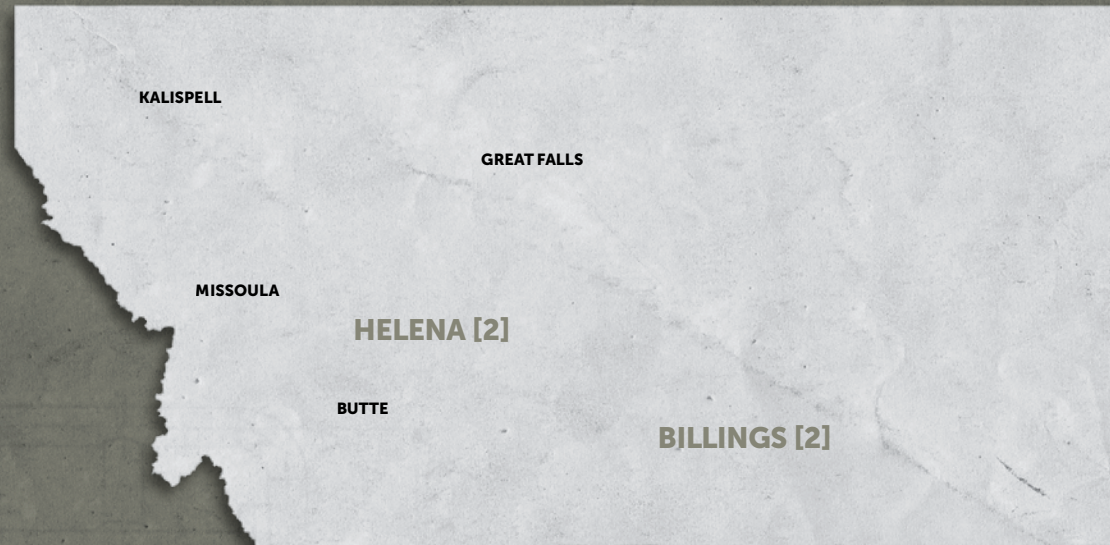 KALISPELL
GREAT FALLS
MISSOULA
HELENA [2]
BUTTE
BILLINGS [2]